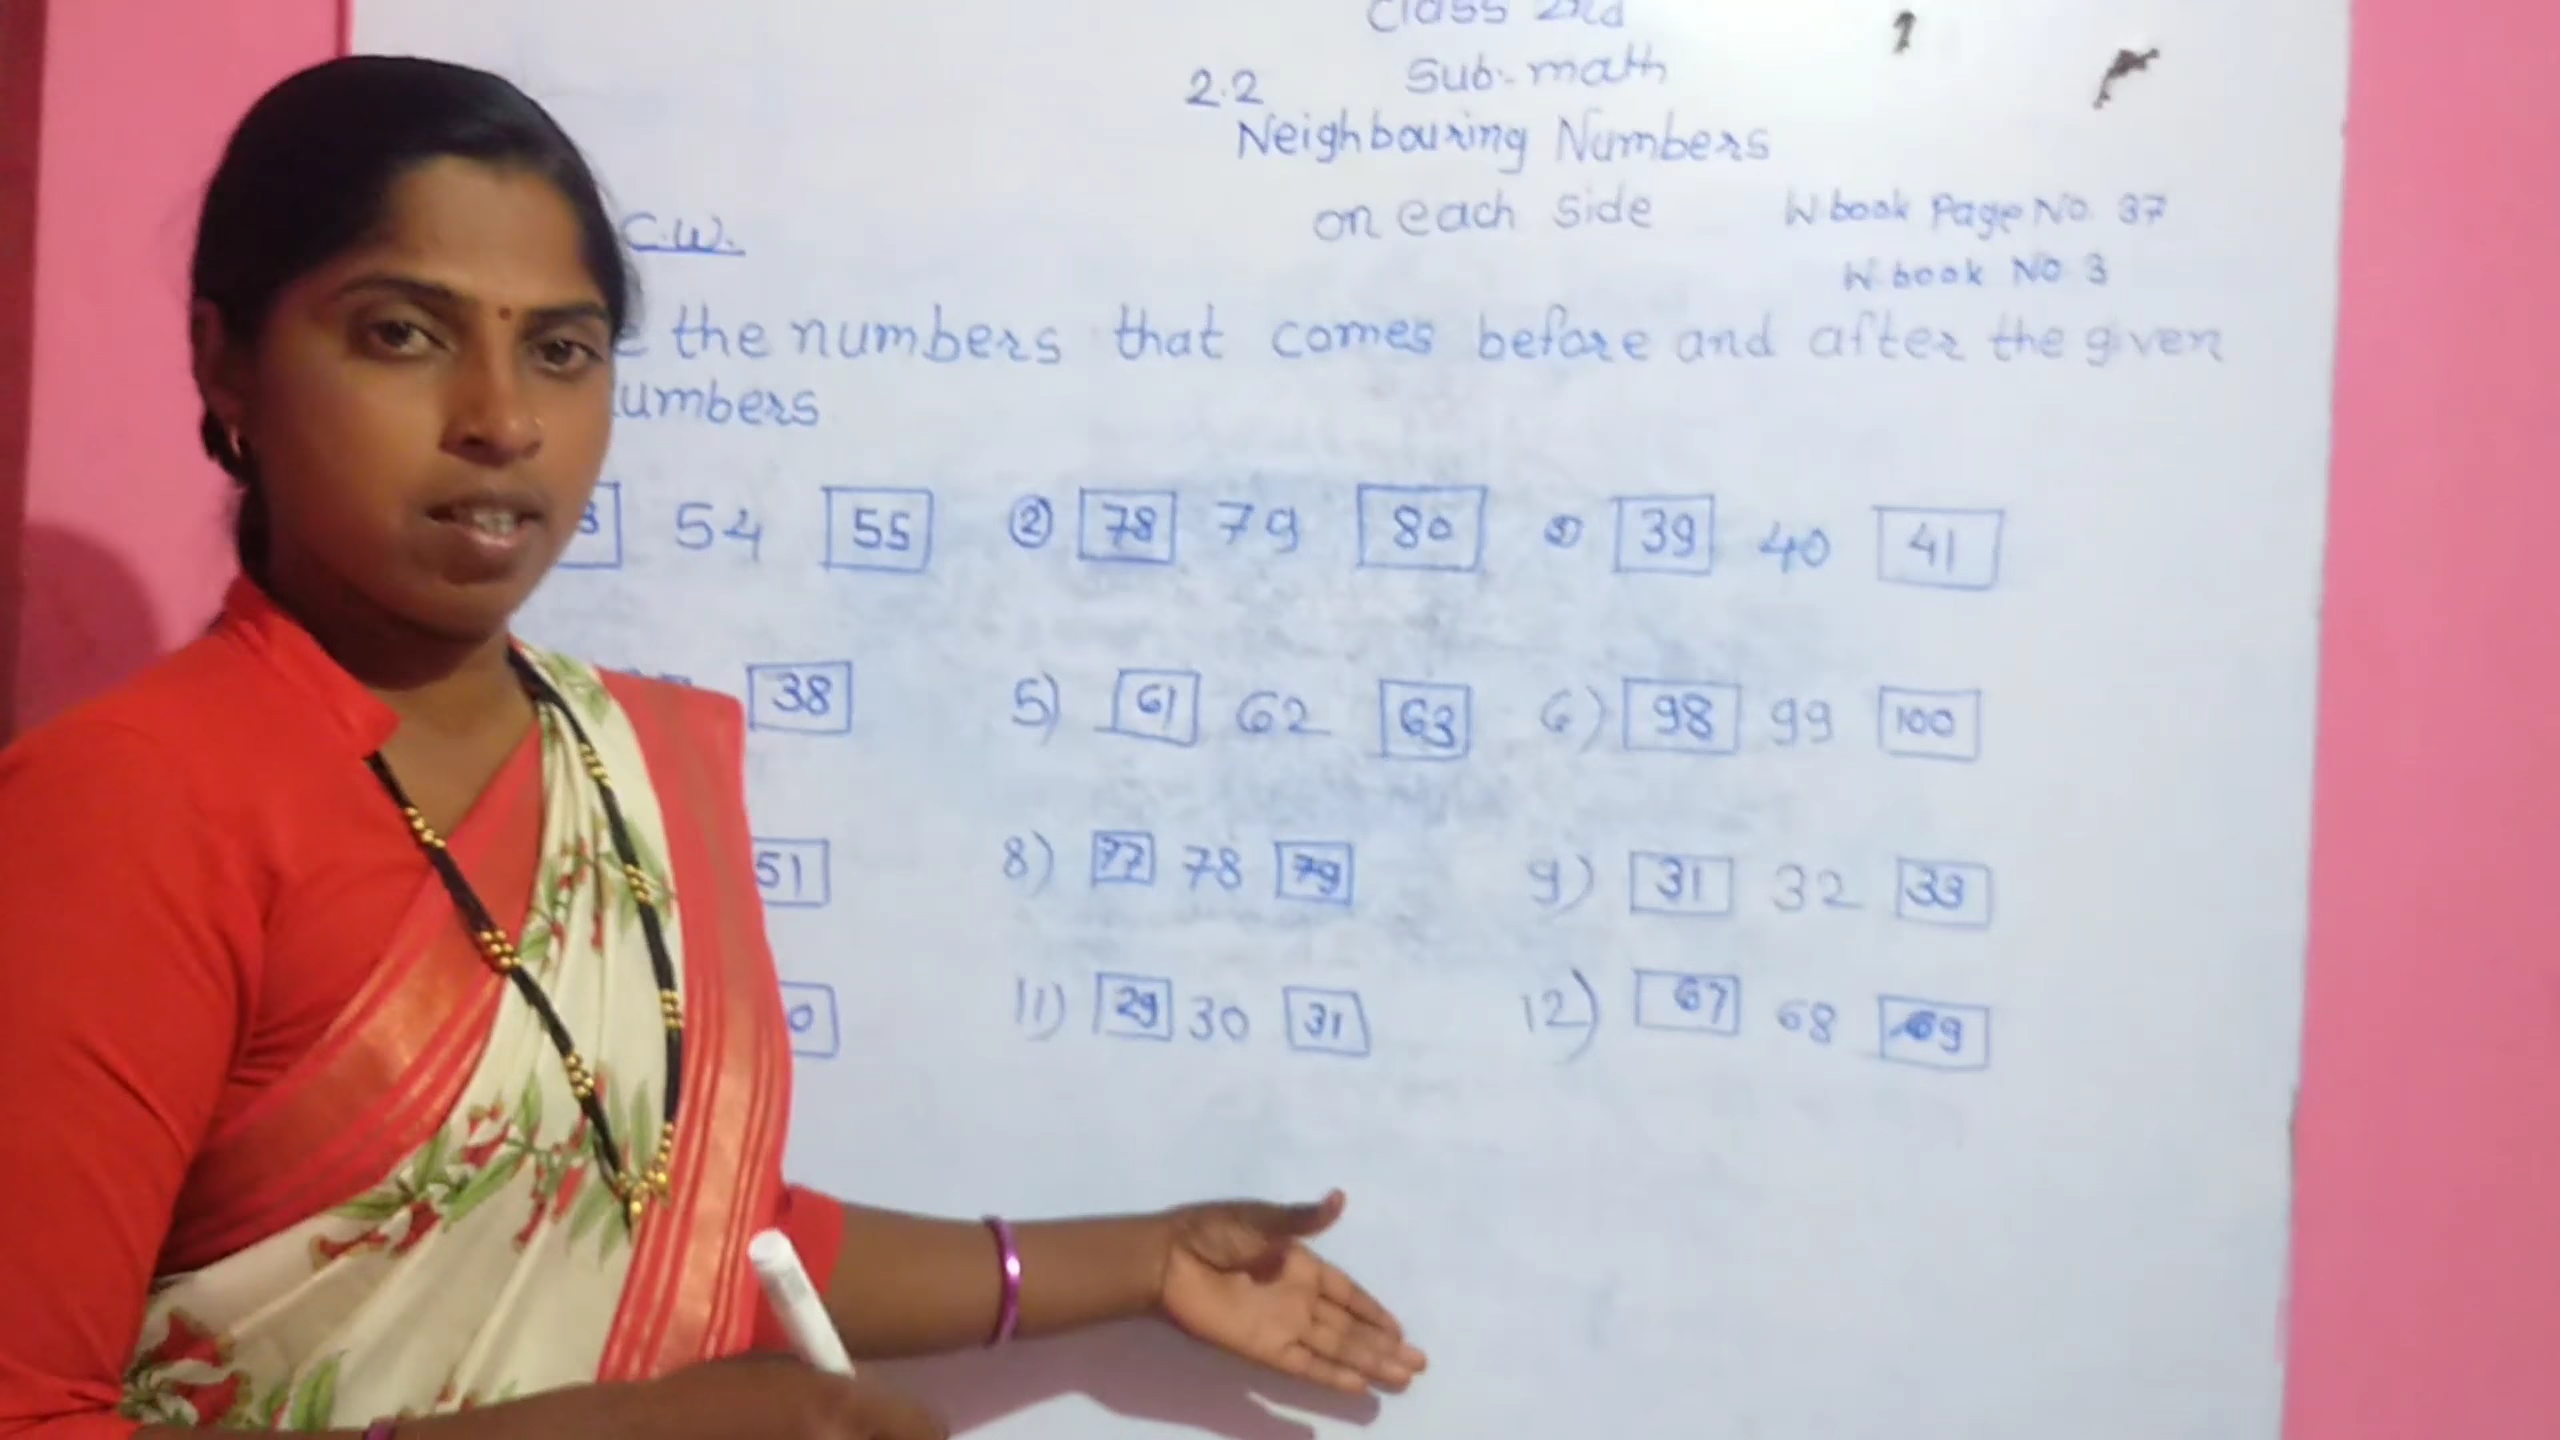 Class 2nd
Sub:- math
2.2
Neighbouring Numbers
on each side
W.book Page No. 37
C.W.
W.book No 3
the numbers that comes before and after the given
umbers
3 54 55 2 78 79 80 39 40 41
38 5) 61 62 63 6) 98 99 100
51 8) 77 78 79 9) 31 32 33
0 11) 29 30 31 12) 67 68 69